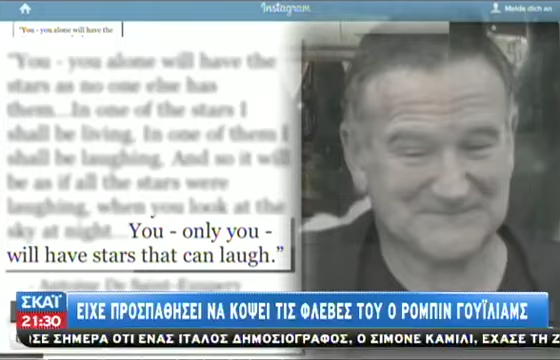 Instagram
Melde dich an
"You - you alone will have the
"You - you alone will have the
stars as no one else has
them...In one of the stars I
shall be living. In one of them I
shall be laughing. And so it will
be as if all the stars were
laughing, when you look at the
sky at night. You - only you -
will have stars that can laugh."
ΣΚΑΪ
21:30
ΕΙΧΕ ΠΡΟΣΠΑΘΗΣΕΙ ΝΑ ΚΟΨΕΙ ΤΙΣ ΦΛΕΒΕΣ ΤΟΥ Ο ΡΟΜΠΙΝ ΓΟΥΪΛΙΑΜΣ
ΙΣΕ ΣΗΜΕΡΑ ΟΤΙ ΕΝΑΣ ΙΤΑΛΟΣ ΔΗΜΟΣΙΟΓΡΑΦΟΣ, Ο ΣΙΜΟΝΕ ΚΑΜΙΛΙ, ΕΧΑΣΕ ΤΗ Ζ